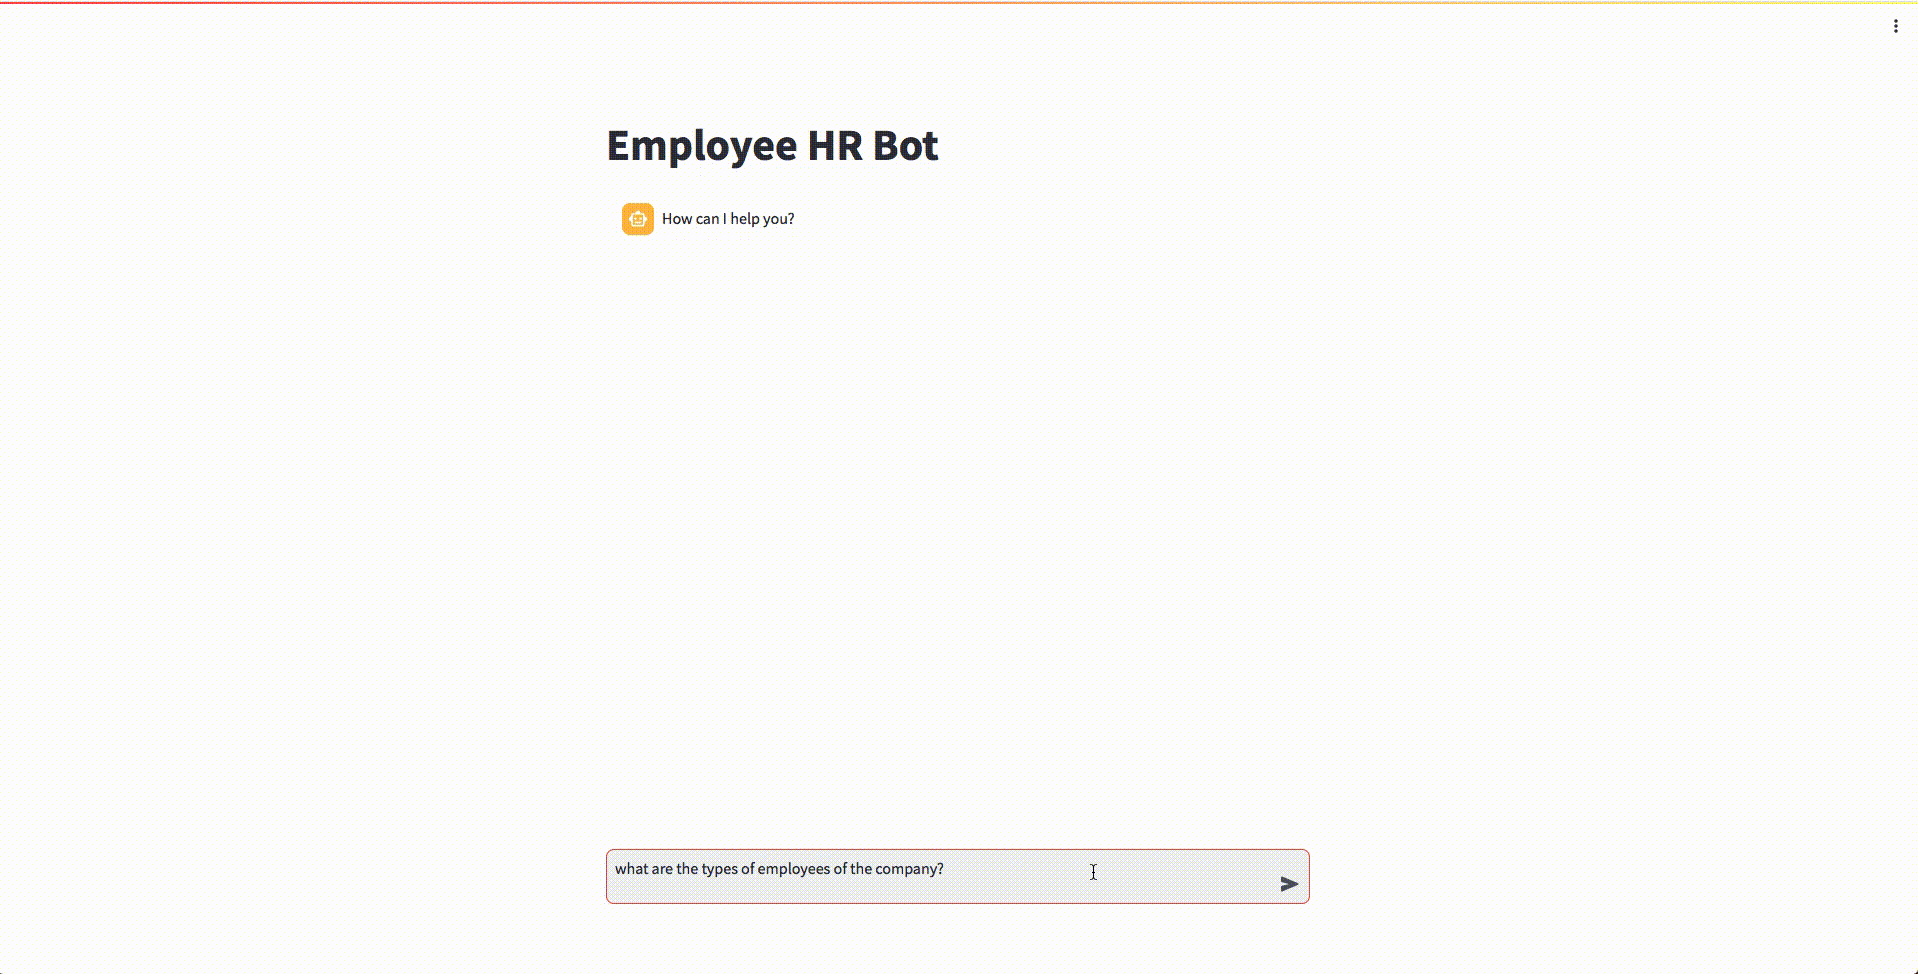 Employee HR Bot
How can I help you?
what are the types of employees of the company?